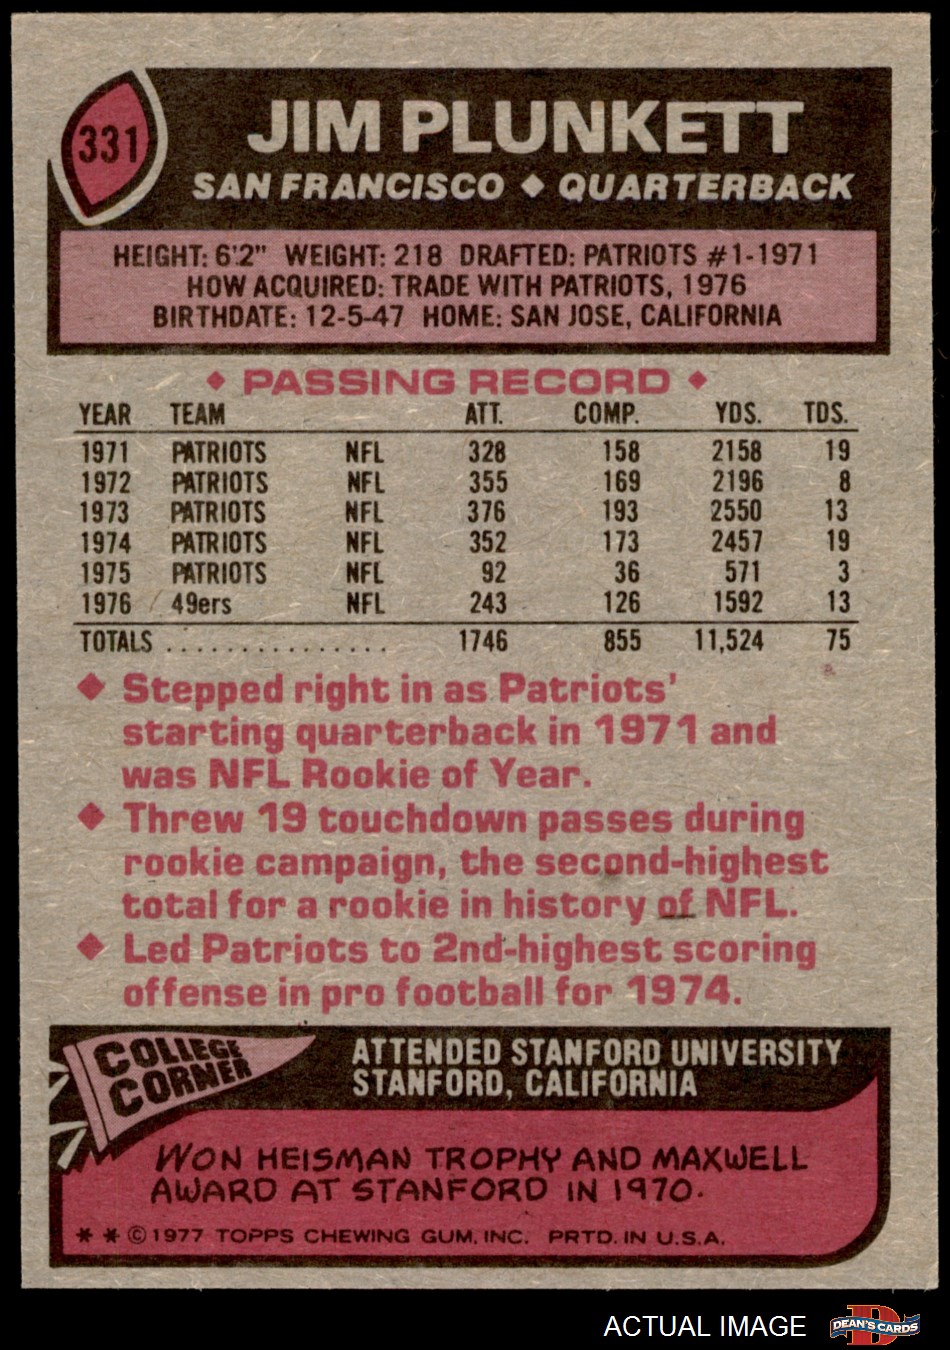 331
JIM PLUNKETT
SAN FRANCISCO ◆ QUARTERBACK
HEIGHT: 6'2" WEIGHT: 218 DRAFTED: PATRIOTS #1-1971
HOW ACQUIRED: TRADE WITH PATRIOTS, 1976
BIRTHDATE: 12-5-47 HOME: SAN JOSE, CALIFORNIA
◆ PASSING RECORD ◆
YEAR TEAM ATT. COMP. YDS. TDS.
1971 PATRIOTS NFL 328 158 2158 19
1972 PATRIOTS NFL 355 169 2196 8
1973 PATRIOTS NFL 376 193 2550 13
1974 PATRIOTS NFL 352 173 2457 19
1975 PATRIOTS NFL 92 36 571 3
1976 49ers NFL 243 126 1592 13
TOTALS . . . . . . . . . . . . . . . 1746 855 11,524 75
◆ Stepped right in as Patriots'
starting quarterback in 1971 and
was NFL Rookie of Year.
◆ Threw 19 touchdown passes during
rookie campaign, the second-highest
total for a rookie in history of NFL.
◆ Led Patriots to 2nd-highest scoring
offense in pro football for 1974.
COLLEGE
CORNER
ATTENDED STANFORD UNIVERSITY
STANFORD, CALIFORNIA
WON HEISMAN TROPHY AND MAXWELL
AWARD AT STANFORD IN 1970.
* * © 1977 TOPPS CHEWING GUM, INC. PRTD. IN U.S.A.
ACTUAL IMAGE
D
DEAN'S CARDS